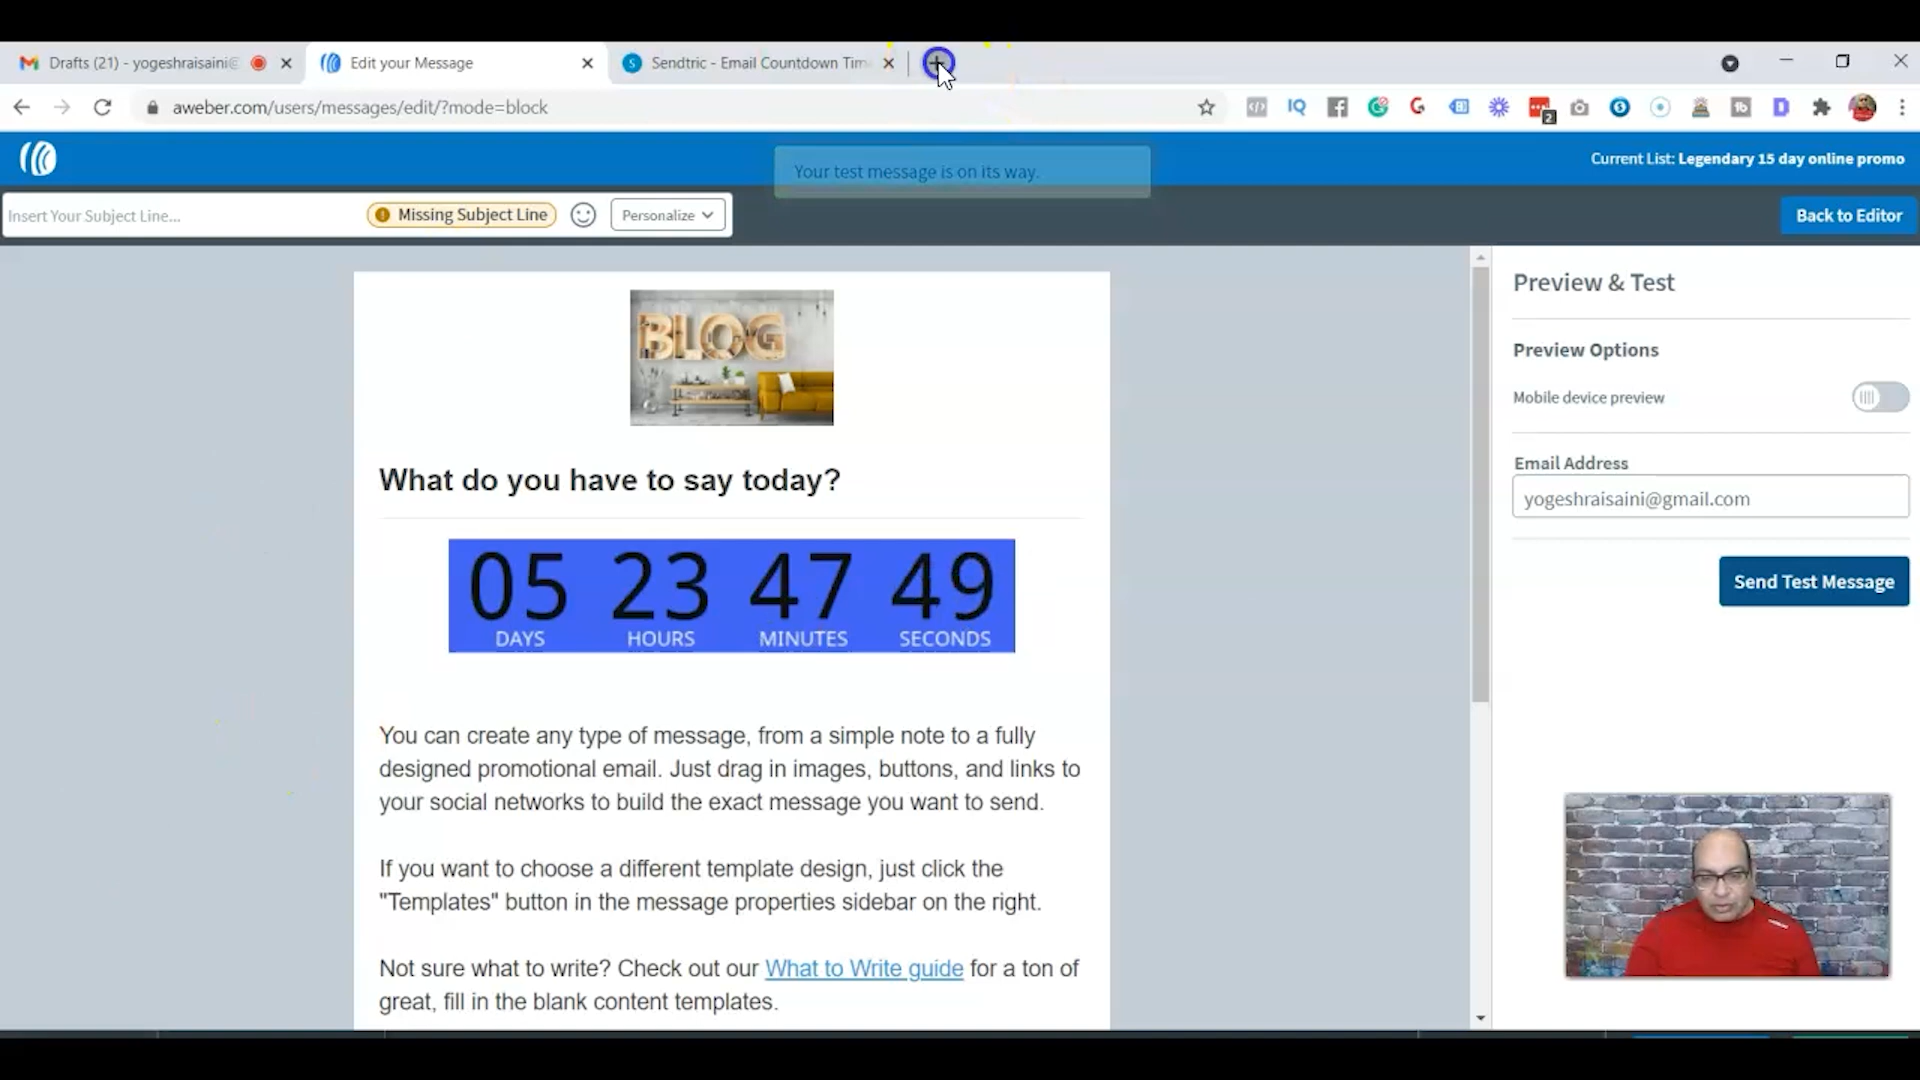 Drafts (21) - yogeshraisaini@
Edit your Message
Sendtric - Email Countdown Tim
aweber.com/users/messages/edit/?mode=block
IQ
2
Current List: Legendary 15 day online promo
Your test message is on its way.
Insert Your Subject Line...
Missing Subject Line
Personalize
Back to Editor
BLOG
Preview & Test
Preview Options
Mobile device preview
Email Address
yogeshraisaini@gmail.com
Send Test Message
What do you have to say today?
05 23 47 49
DAYS HOURS MINUTES SECONDS
You can create any type of message, from a simple note to a fully
designed promotional email. Just drag in images, buttons, and links to
your social networks to build the exact message you want to send.
If you want to choose a different template design, just click the
"Templates" button in the message properties sidebar on the right.
Not sure what to write? Check out our What to Write guide for a ton of
great, fill in the blank content templates.